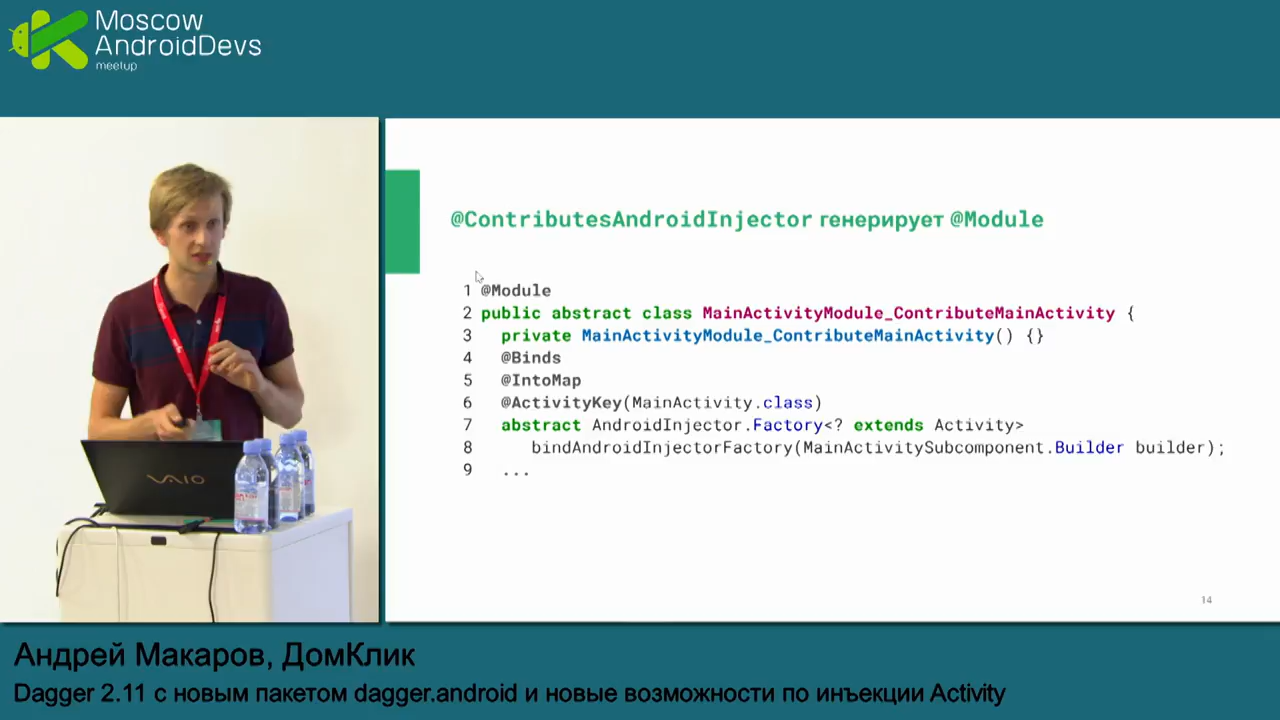 Moscow
AndroidDevs
meetup
@ContributesAndroidInjector генерирует @Module
1 @Module
2 public abstract class MainActivityModule_ContributeMainActivity {
3 private MainActivityModule_ContributeMainActivity() {}
4 @Binds
5 @IntoMap
6 @ActivityKey(MainActivity.class)
7 abstract AndroidInjector.Factory<? extends Activity>
8 bindAndroidInjectorFactory(MainActivitySubcomponent.Builder builder);
9 ...
14
VAIO
Андрей Макаров, ДомКлик
Dagger 2.11 с новым пакетом dagger.android и новые возможности по инъекции Activity